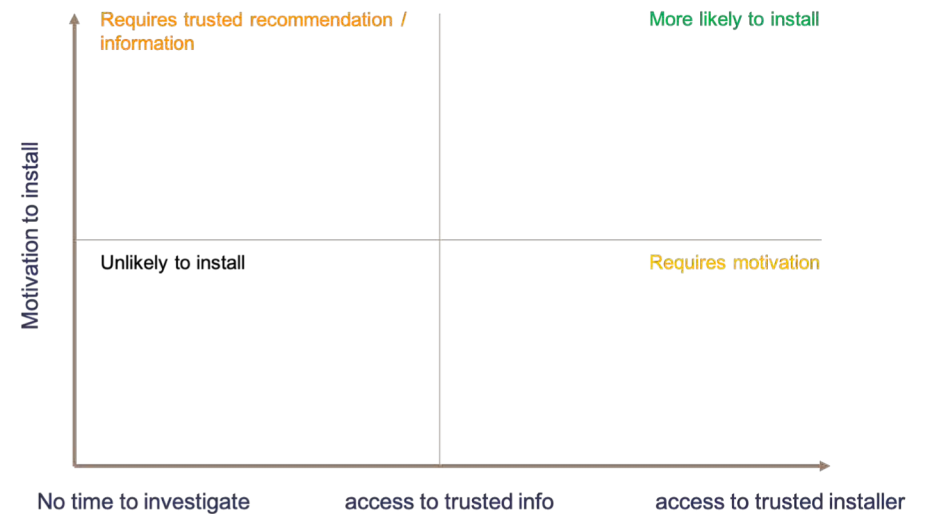 Requires trusted recommendation /
information
More likely to install
Motivation to install
Unlikely to install
Requires motivation
No time to investigate
access to trusted info
access to trusted installer